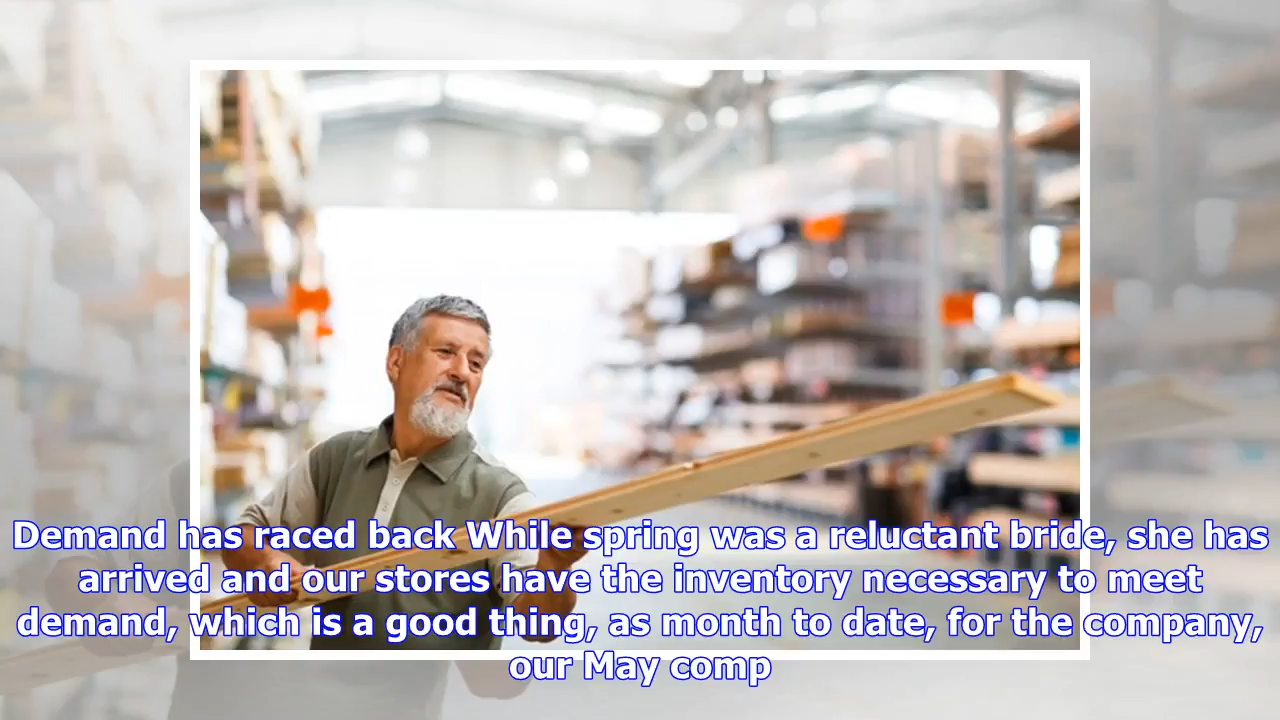 Demand has raced back While spring was a reluctant bride, she has
arrived and our stores have the inventory necessary to meet
demand, which is a good thing, as month to date, for the company,
our May comp